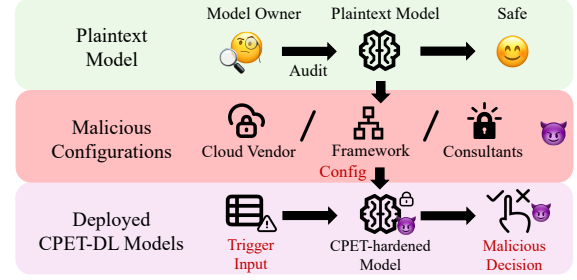 Model Owner
Plaintext Model
Safe
Plaintext
Model
Audit
Malicious
Configurations
Cloud Vendor
/
Framework
/
Consultants
Config
Deployed
CPET-DL Models
Trigger
Input
CPET-hardened
Model
Malicious
Decision